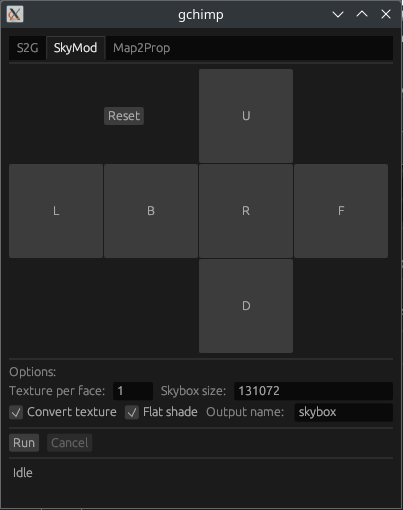 gchimp
S2G SkyMod Map2Prop
Reset U
L B R F
D
Options:
Texture per face: 1 Skybox size: 131072
Convert texture Flat shade Output name: skybox
Run Cancel
Idle